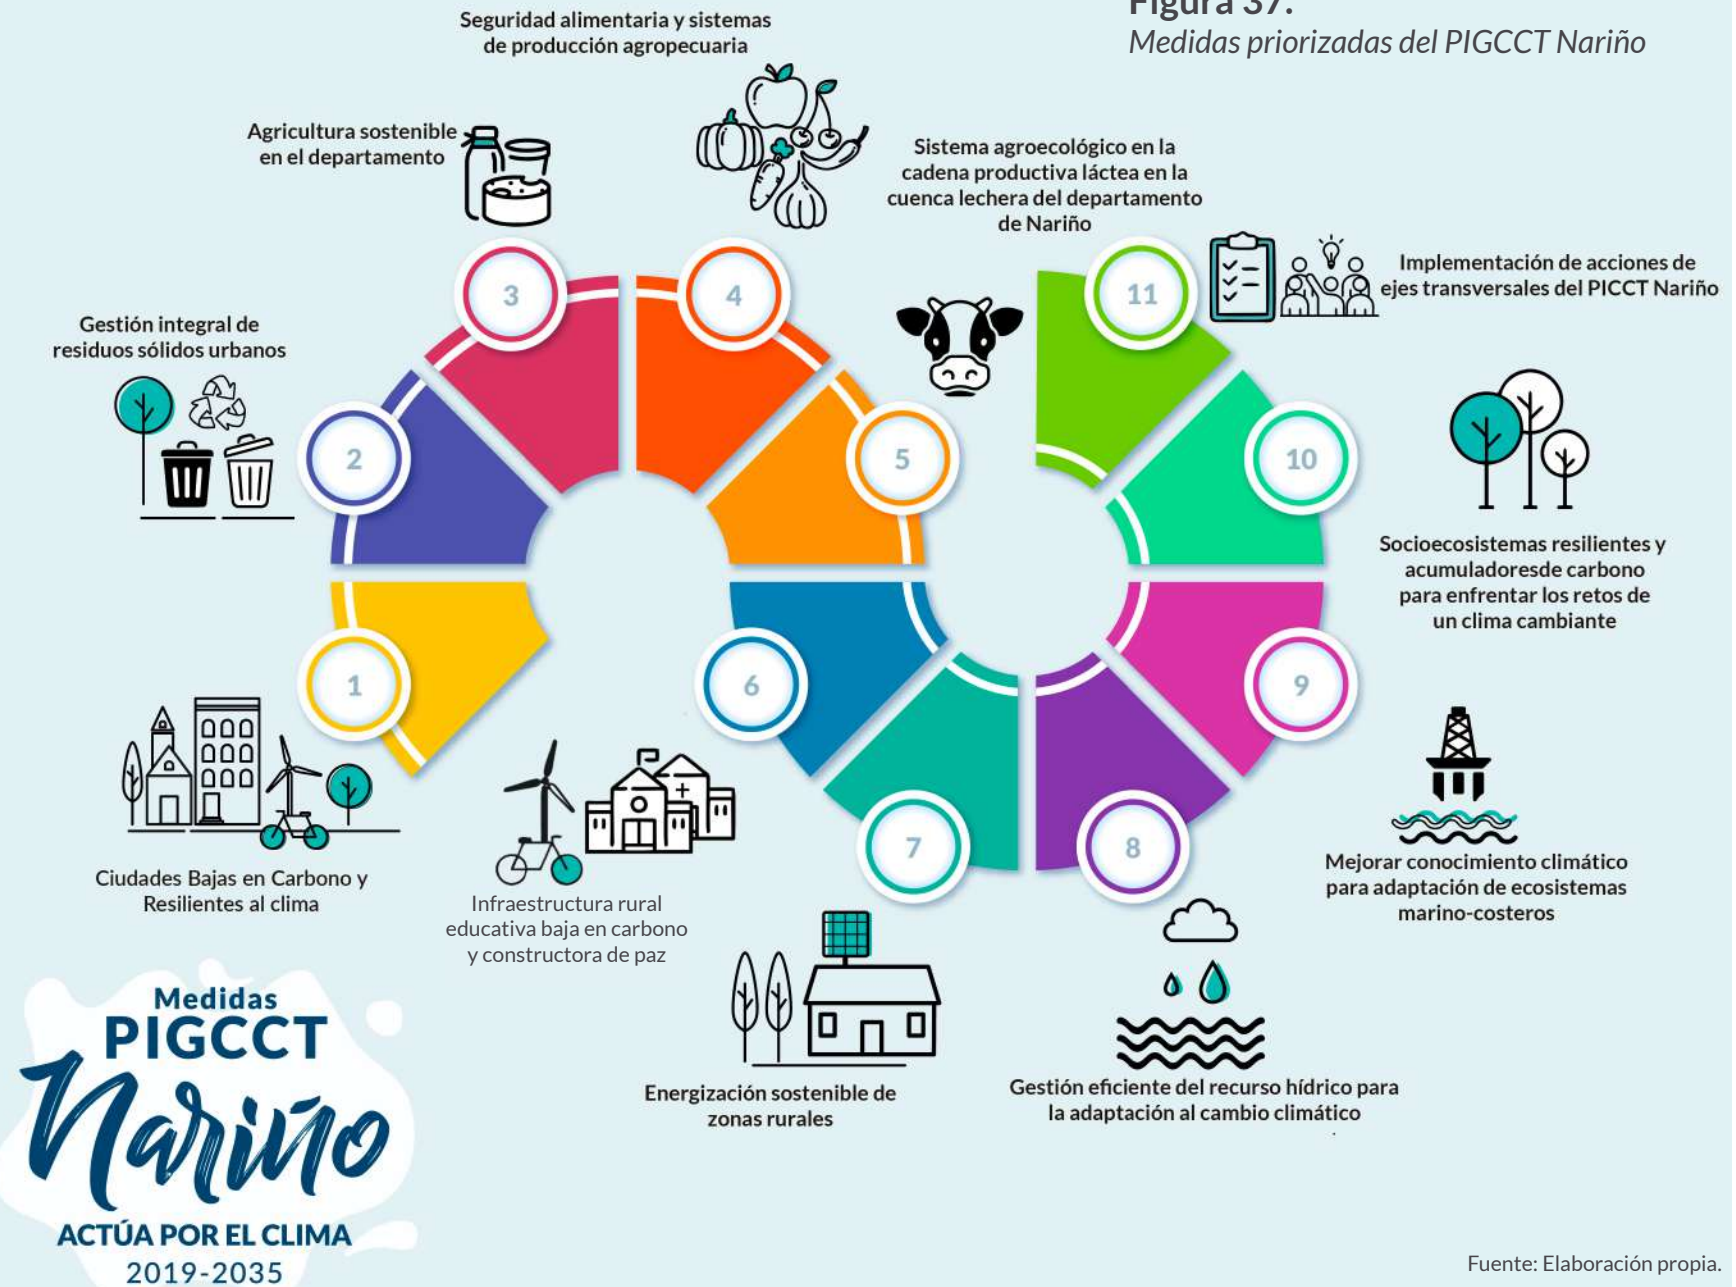 Figura 37.
Medidas priorizadas del PIGCCT Nariño
Seguridad alimentaria y sistemas
de producción agropecuaria
Agricultura sostenible
en el departamento
Sistema agroecológico en la
cadena productiva láctea en la
cuenca lechera del departamento
de Nariño
Implementación de acciones de
ejes transversales del PICCT Nariño
Gestión integral de
residuos sólidos urbanos
3
4
11
2
5
10
Socioecosistemas resilientes y
acumuladoresde carbono
para enfrentar los retos de
un clima cambiante
1
6
9
7
8
Ciudades Bajas en Carbono y
Resilientes al clima
Infraestructura rural
educativa baja en carbono
y constructora de paz
Mejorar conocimiento climático
para adaptación de ecosistemas
marino-costeros
Energización sostenible de
zonas rurales
Gestión eficiente del recurso hídrico para
la adaptación al cambio climático
Medidas
PIGCCT
Nariño
ACTÚA POR EL CLIMA
2019-2035
Fuente: Elaboración propia.